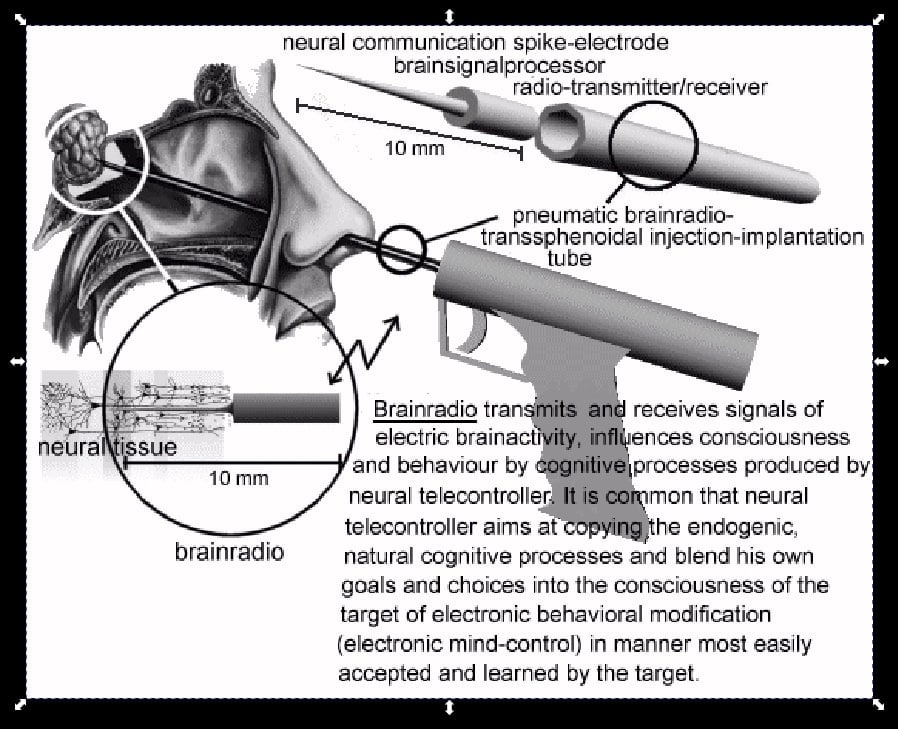 neural communication spike-electrode
brainsignalprocessor
radio-transmitter/receiver
10 mm
pneumatic brainradio-
transsphenoidal injection-implantation
tube
neural tissue
10 mm
brainradio
Brainradio transmits and receives signals of
electric brainactivity, influences consciousness
and behaviour by cognitive processes produced by
neural telecontroller. It is common that neural
telecontroller aims at copying the endogenic,
natural cognitive processes and blend his own
goals and choices into the consciousness of the
target of electronic behavioral modification
(electronic mind-control) in manner most easily
accepted and learned by the target.